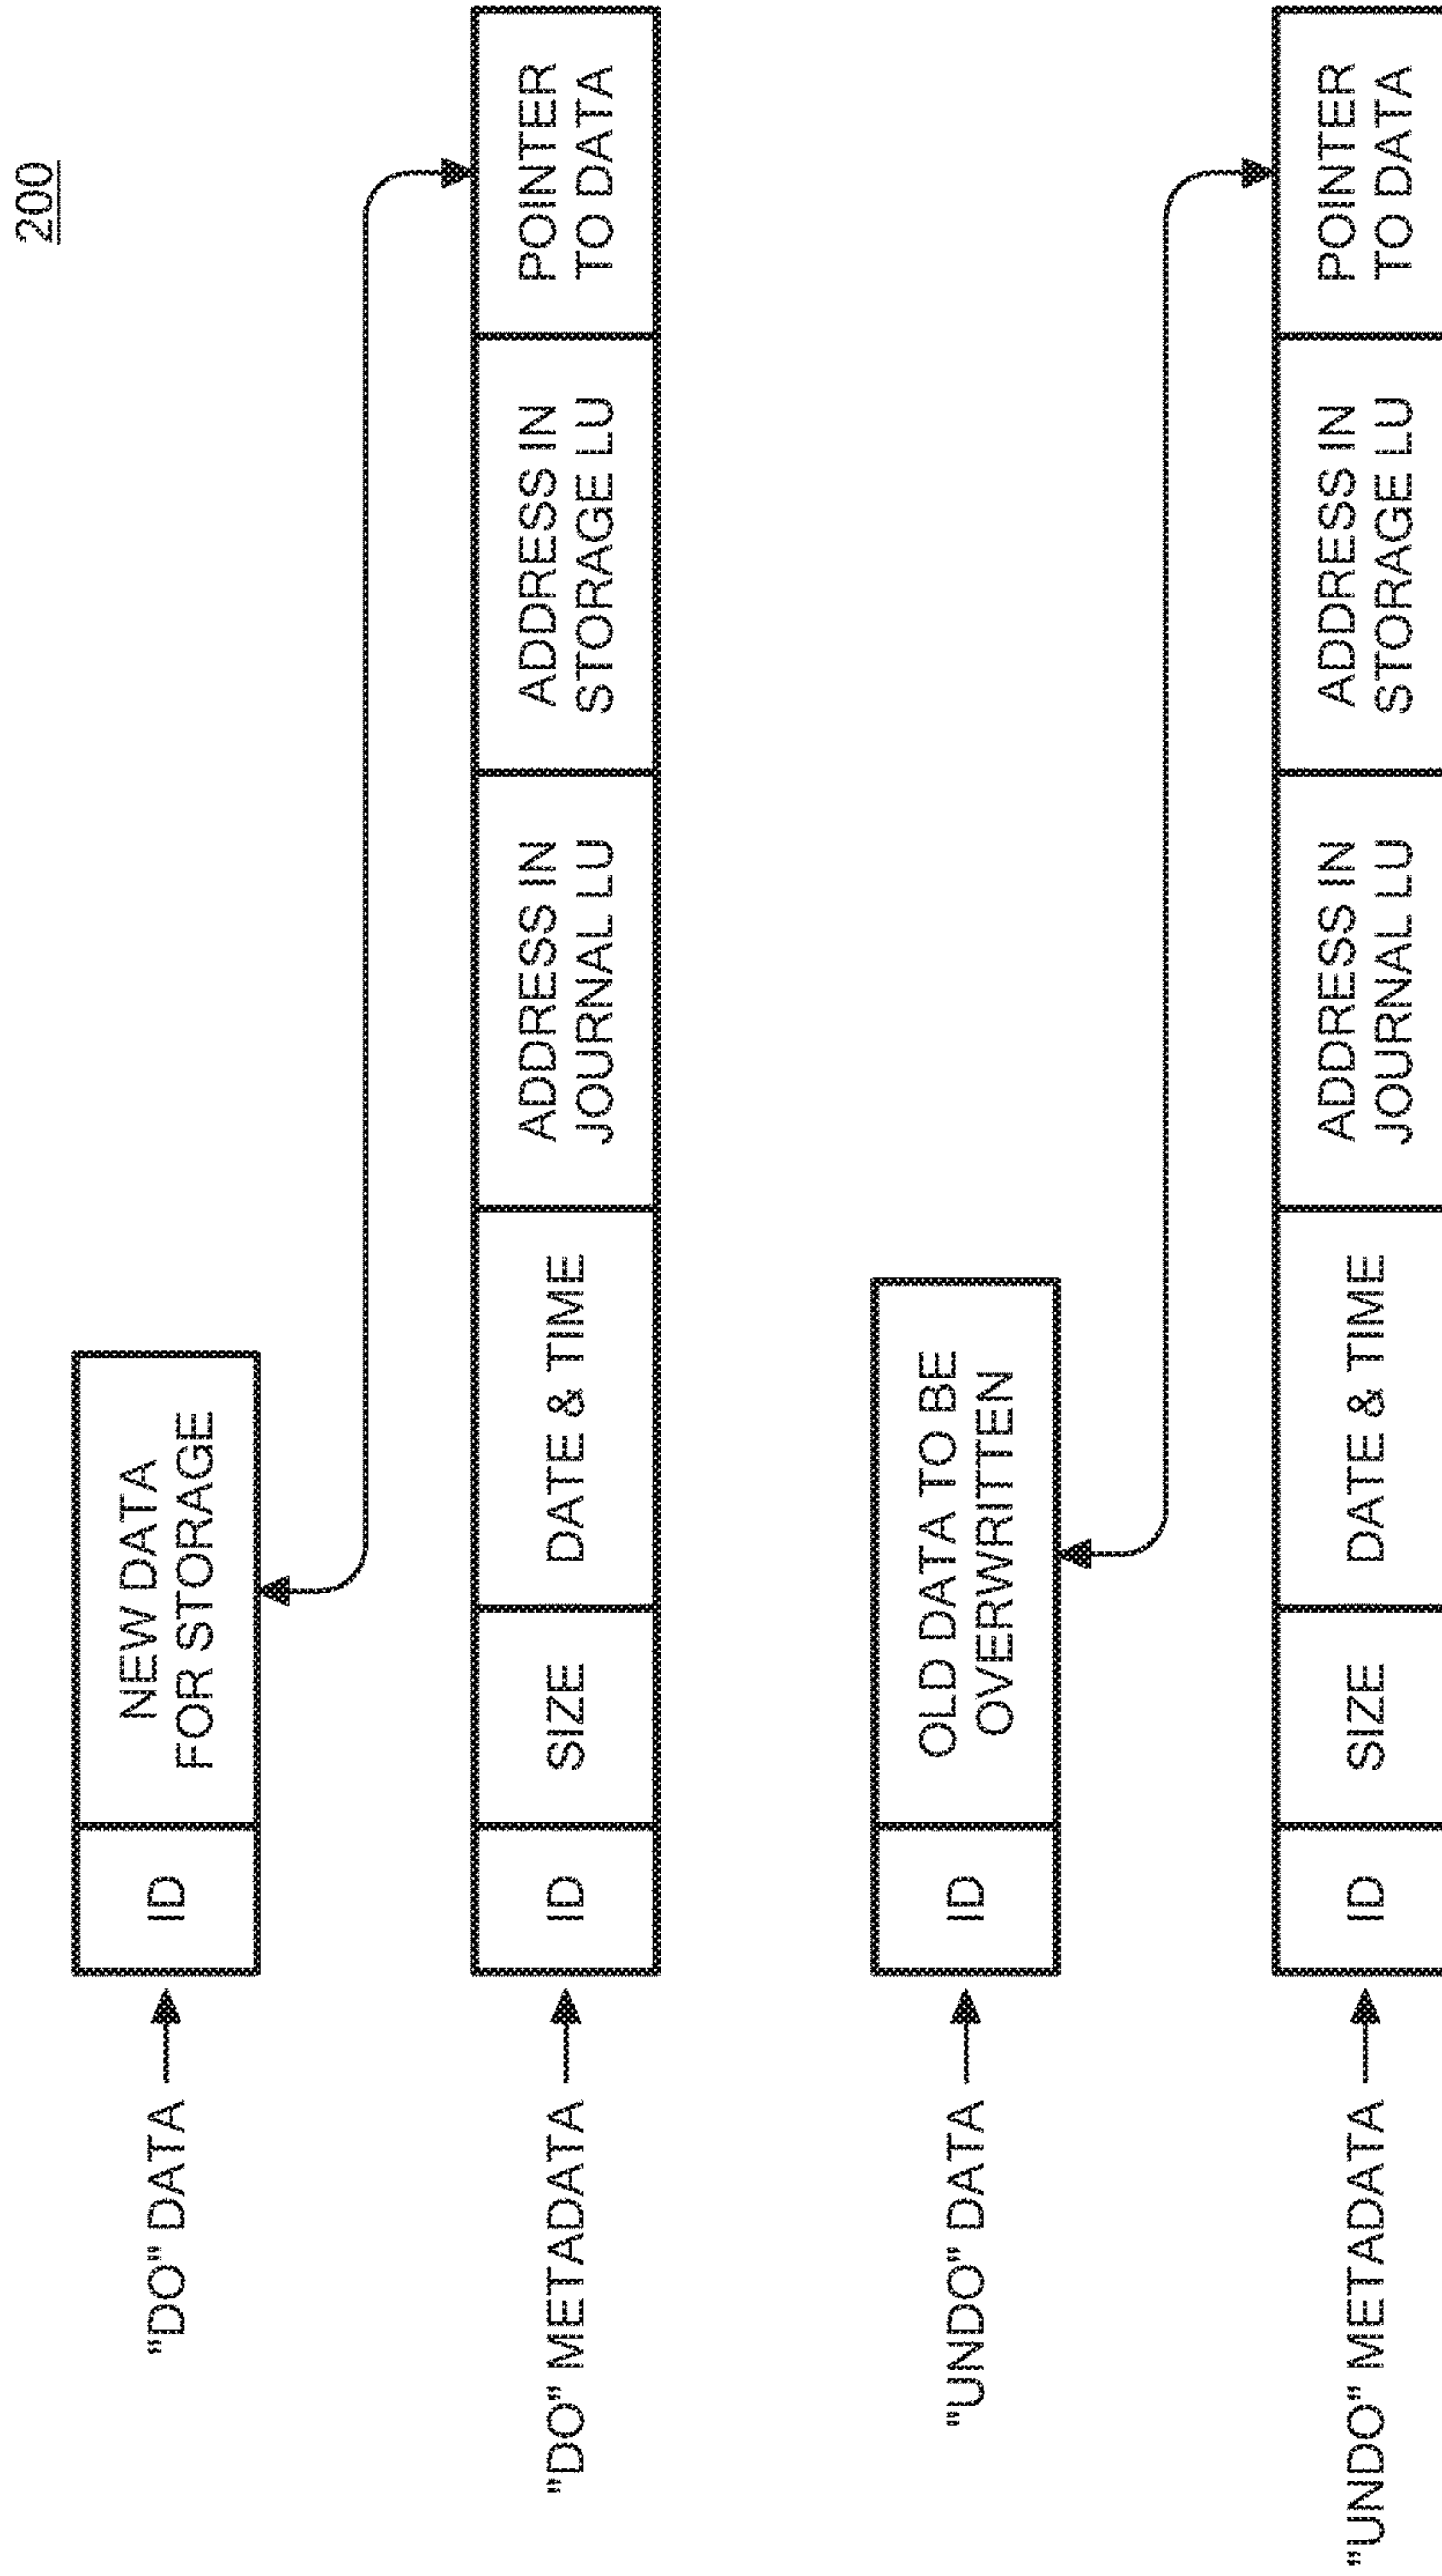 200
"DO" DATA
ID
NEW DATA
FOR STORAGE
"DO" METADATA
ID
SIZE
DATE & TIME
ADDRESS IN
JOURNAL LU
ADDRESS IN
STORAGE LU
POINTER
TO DATA
"UNDO" DATA
ID
OLD DATA TO BE
OVERWRITTEN
"UNDO" METADATA
ID
SIZE
DATE & TIME
ADDRESS IN
JOURNAL LU
ADDRESS IN
STORAGE LU
POINTER
TO DATA